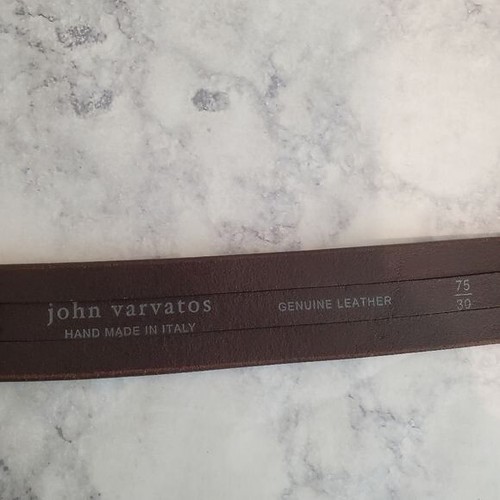 john varvatos
HAND MADE IN ITALY
GENUINE LEATHER
75
30